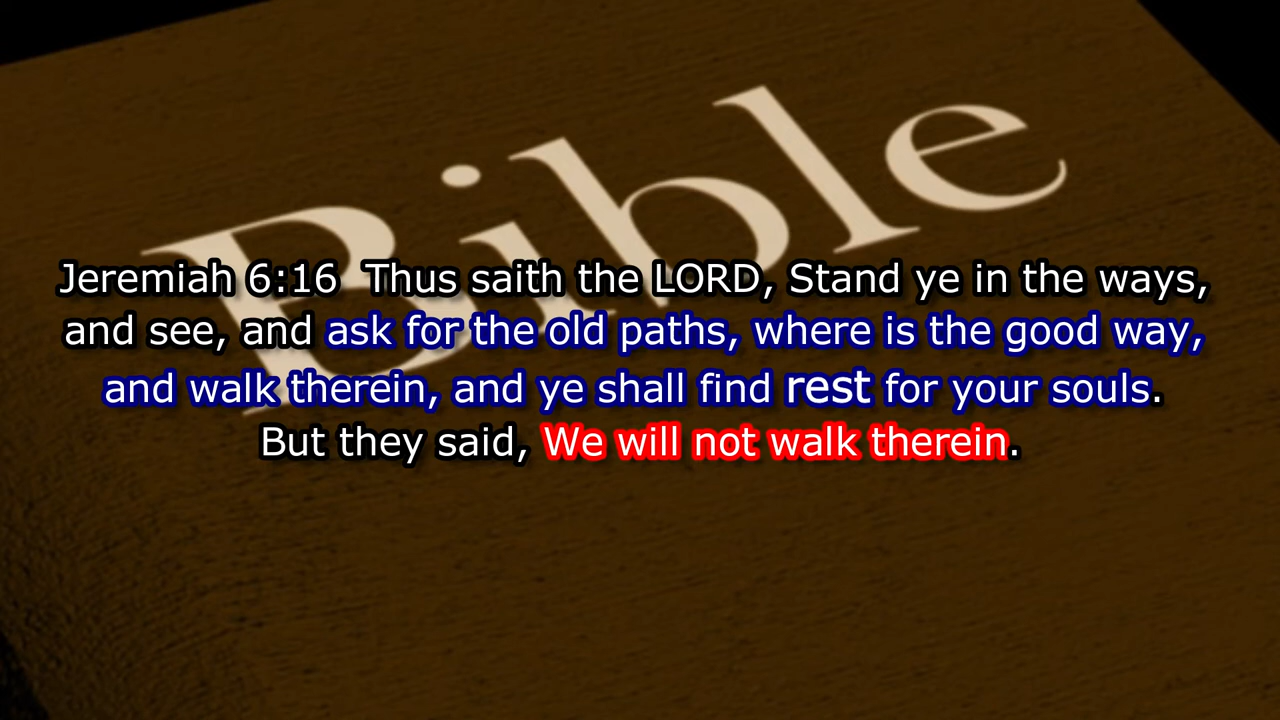 Bible
Jeremiah 6:16  Thus saith the LORD, Stand ye in the ways,
and see, and ask for the old paths, where is the good way,
and walk therein, and ye shall find rest for your souls.
But they said, We will not walk therein.